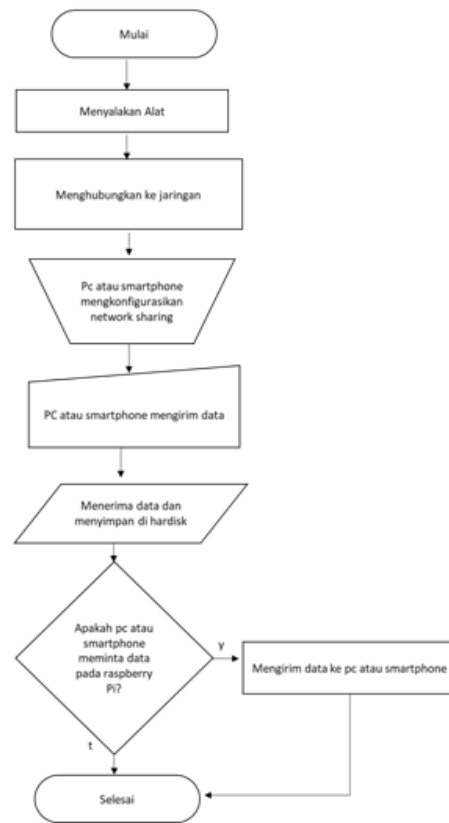 Mulai
Menyalakan Alat
Menghubungkan ke jaringan
Pc atau smartphone
mengkonfigurasikan
network sharing
PC atau smartphone mengirim data
Menerima data dan
menyimpan di hardisk
Apakah pc atau
smartphone
meminta data
pada raspberry
Pi?
y
Mengirim data ke pc atau smartphone
t
Selesai